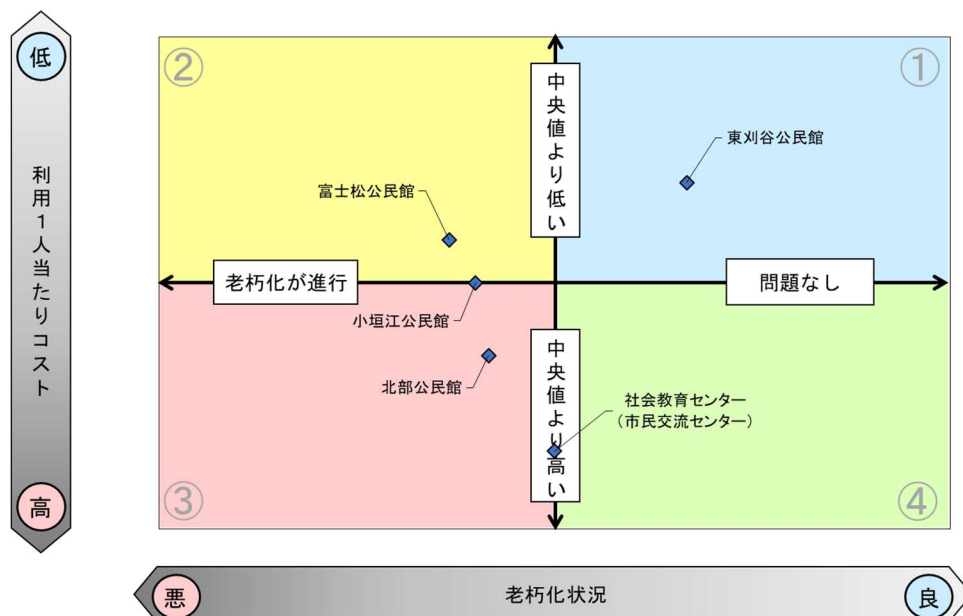 低
利用１人当たりコスト
高
②
①
中央値より低い
東刈谷公民館
富士松公民館
老朽化が進行
問題なし
小垣江公民館
中央値より高い
北部公民館
社会教育センター
（市民交流センター）
③
④
悪
老朽化状況
良